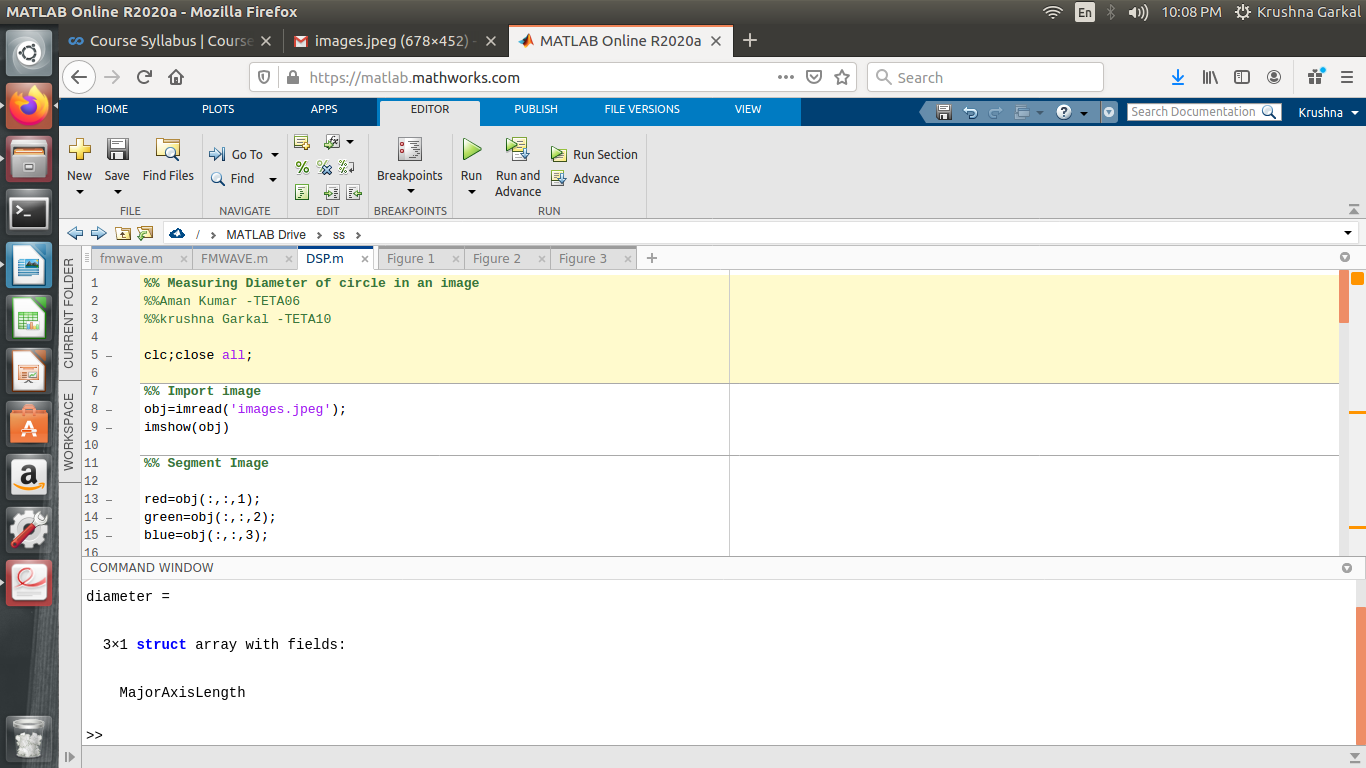 MATLAB Online R2020a - Mozilla Firefox
En
10:08 PM
Krushna Garkal
Course Syllabus | Course
images.jpeg (678×452) -
MATLAB Online R2020a
https://matlab.mathworks.com
Search
HOME PLOTS APPS EDITOR PUBLISH FILE VERSIONS VIEW
Search Documentation
Krushna
New Save Find Files
Go To
Find
Breakpoints
Run Run and Advance
Run Section
Advance
FILE NAVIGATE EDIT BREAKPOINTS RUN
/ MATLAB Drive ss
CURRENT FOLDER
WORKSPACE
fmwave.m FMWAVE.m DSP.m Figure 1 Figure 2 Figure 3
1 %% Measuring Diameter of circle in an image
2 %%Aman Kumar -TETA06
3 %%krushna Garkal -TETA10
4
5 – clc;close all;
6
7 %% Import image
8 – obj=imread('images.jpeg');
9 – imshow(obj)
10
11 %% Segment Image
12
13 – red=obj(:,:,1);
14 – green=obj(:,:,2);
15 – blue=obj(:,:,3);
16
COMMAND WINDOW
diameter =
3×1 struct array with fields:
MajorAxisLength
>>